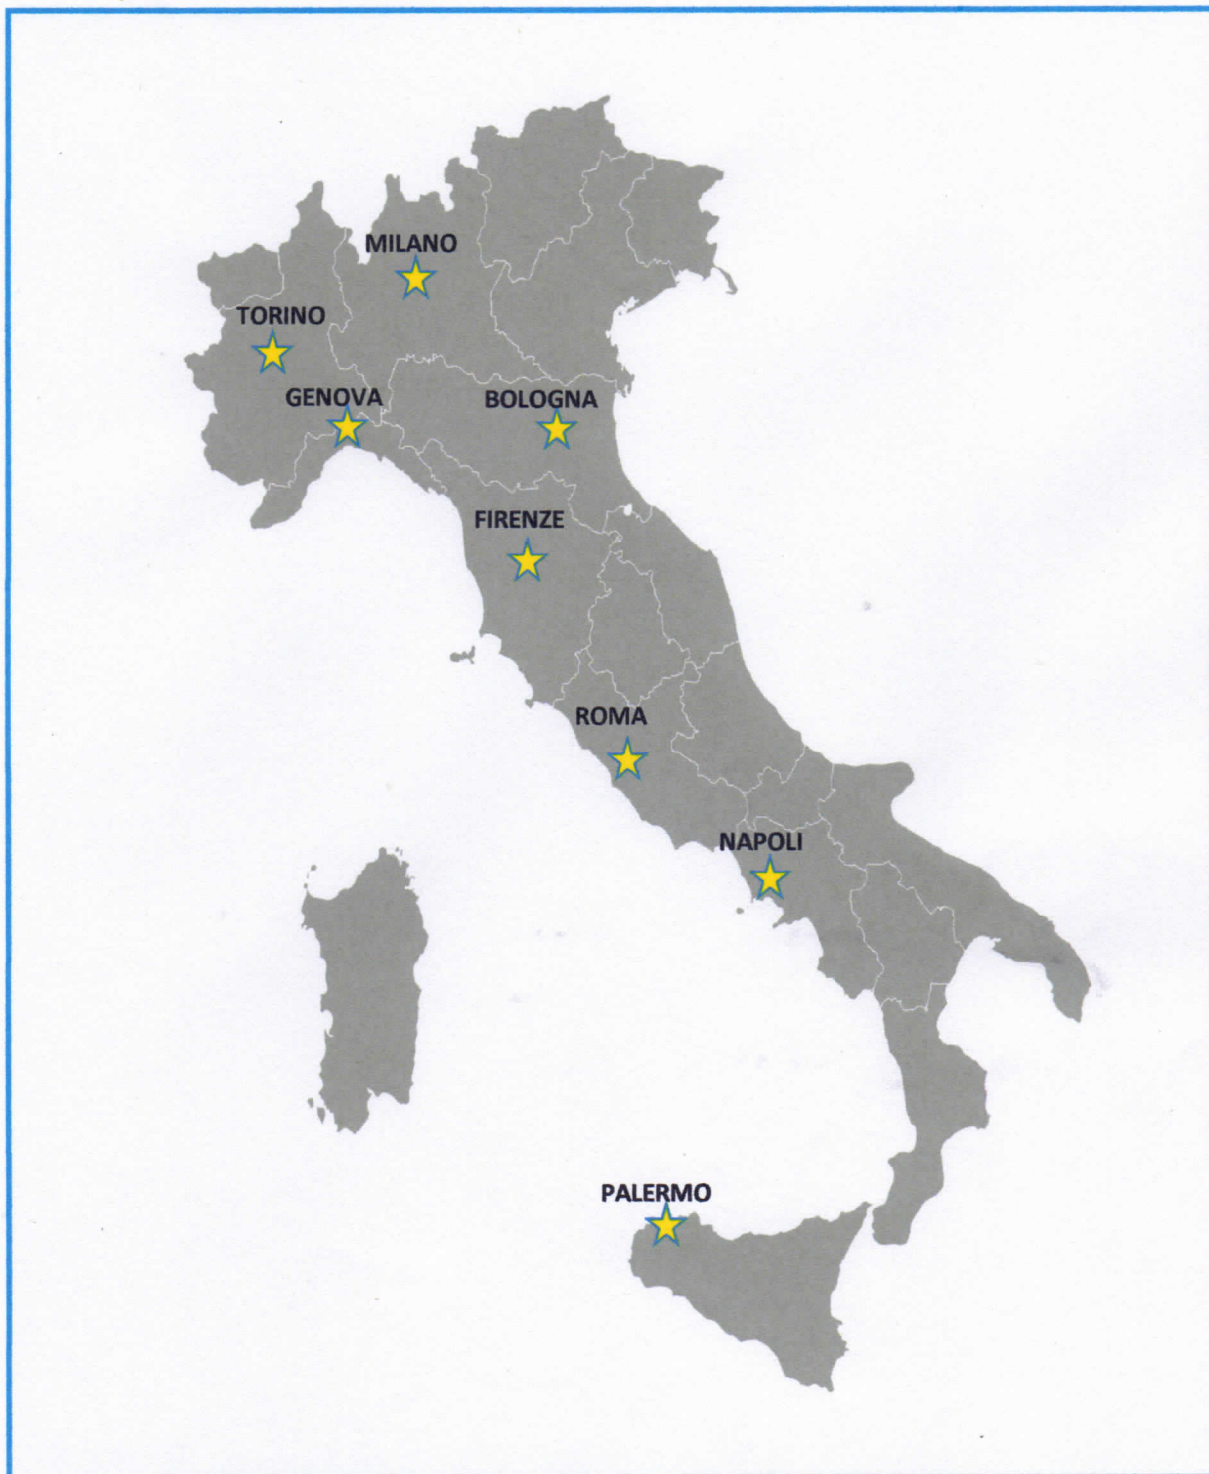 MILANO
TORINO
GENOVA
BOLOGNA
FIRENZE
ROMA
NAPOLI
PALERMO